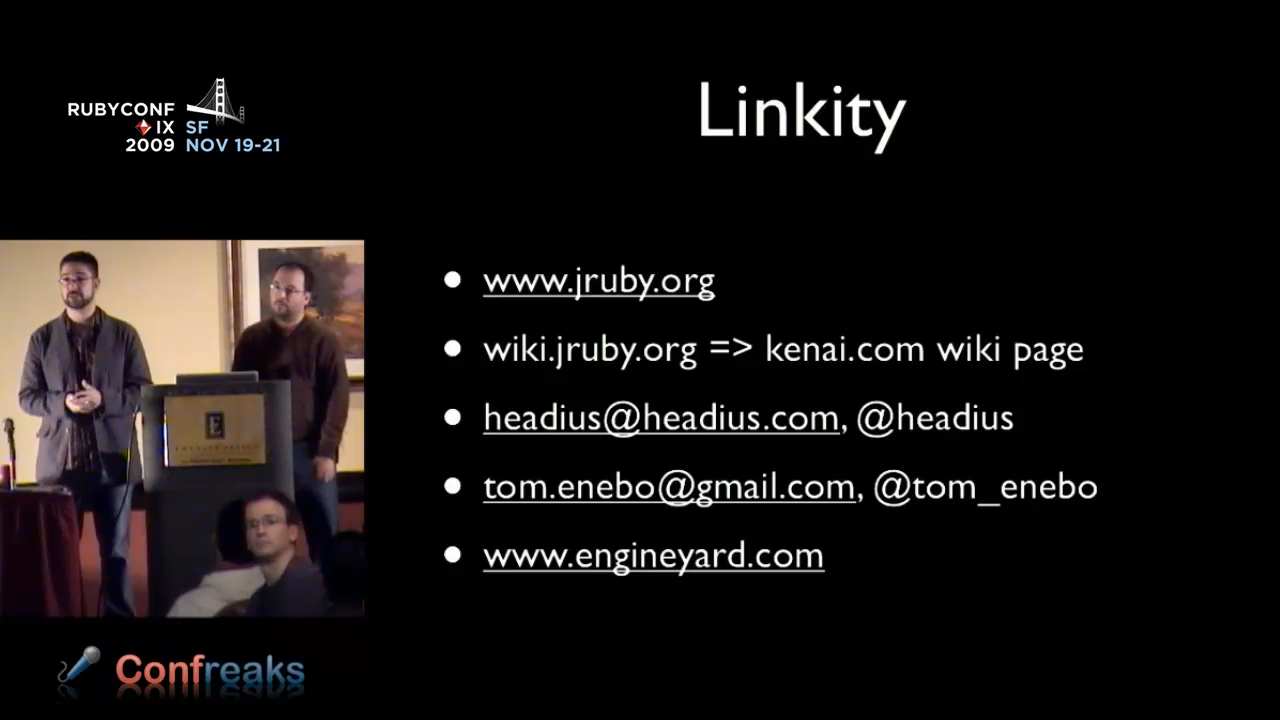 RUBYCONF
IX SF
2009 NOV 19-21
Linkity
www.jruby.org
wiki.jruby.org => kenai.com wiki page
headius@headius.com, @headius
tom.enebo@gmail.com, @tom_enebo
www.engineyard.com
E
Confreaks